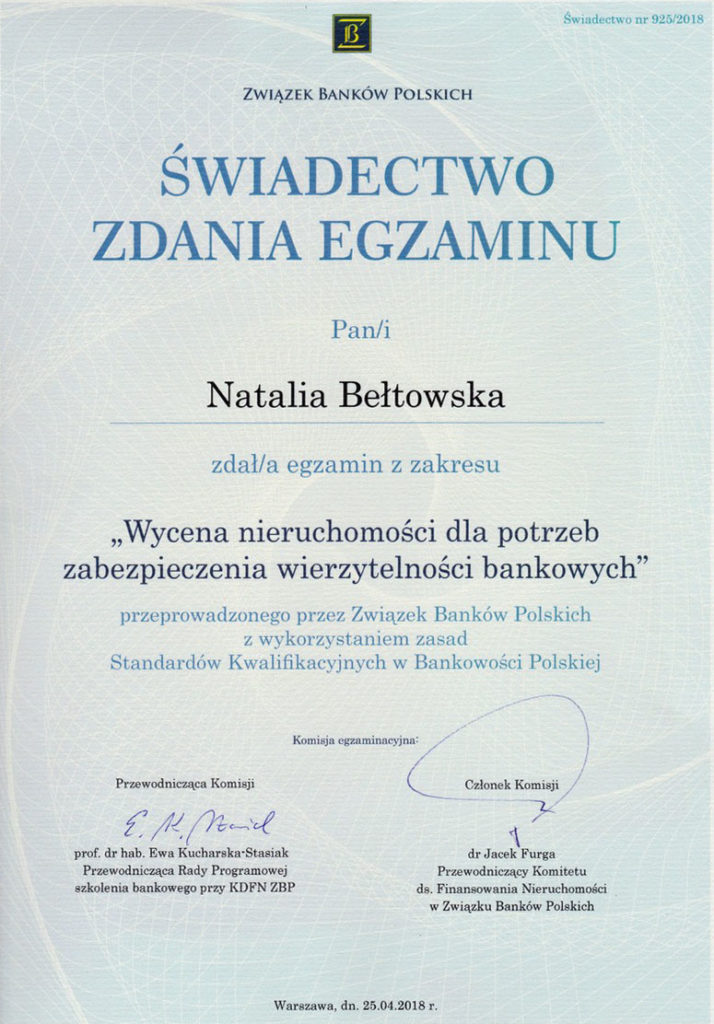 Świadectwo nr 925/2018
ZWIĄZEK BANKÓW POLSKICH
ŚWIADECTWO
ZDANIA EGZAMINU
Pan/i
Natalia Bełtowska
zdał/a egzamin z zakresu
„Wycena nieruchomości dla potrzeb
zabezpieczenia wierzytelności bankowych”
przeprowadzonego przez Związek Banków Polskich
z wykorzystaniem zasad
Standardów Kwalifikacyjnych w Bankowości Polskiej
Komisja egzaminacyjna:
Przewodnicząca Komisji
prof. dr hab. Ewa Kucharska-Stasiak
Przewodnicząca Rady Programowej
szkolenia bankowego przy KDFN ZBP
Członek Komisji
dr Jacek Furga
Przewodniczący Komitetu
ds. Finansowania Nieruchomości
w Związku Banków Polskich
Warszawa, dn. 25.04.2018 r.